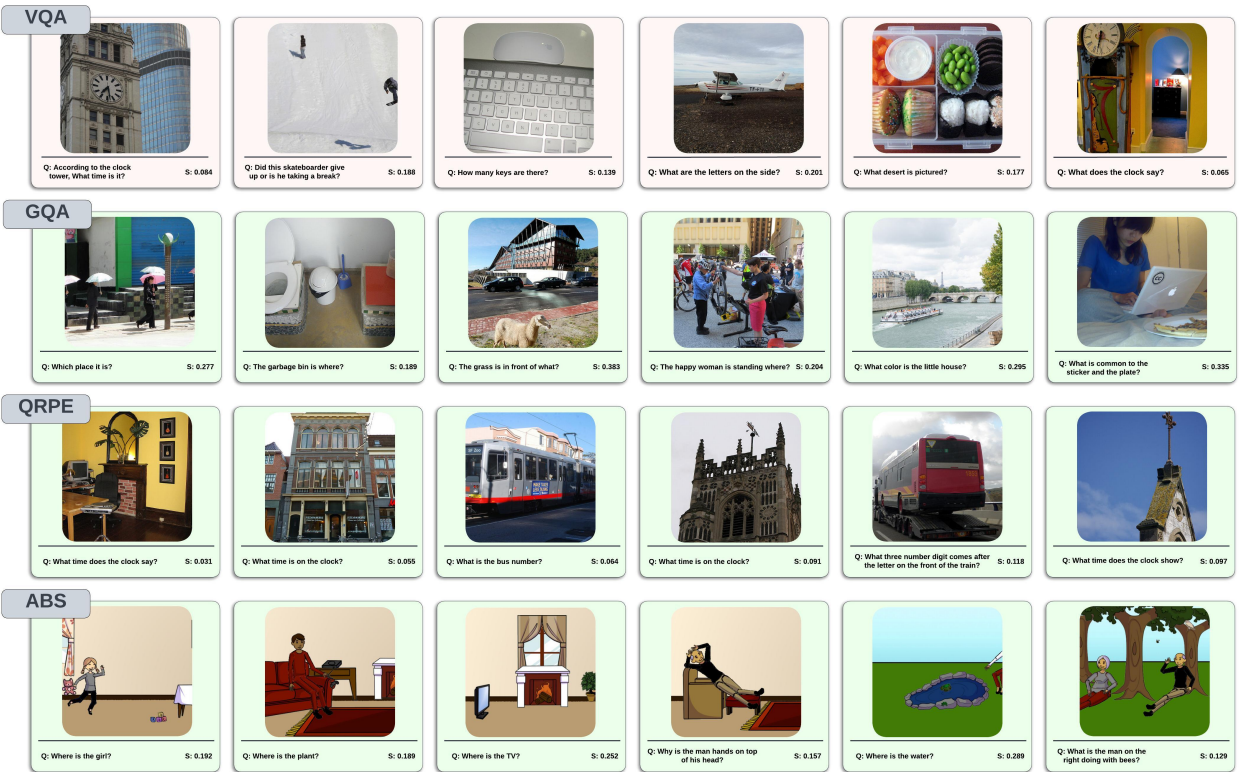 VQA
Q: According to the clock
tower, What time is it?
S: 0.084
Q: Did this skateboarder give
up or is he taking a break?
S: 0.188
Q: How many keys are there?
S: 0.139
Q: What are the letters on the side?
S: 0.201
Q: What desert is pictured?
S: 0.177
Q: What does the clock say?
S: 0.065
GQA
Q: Which place it is?
S: 0.277
Q: The garbage bin is where?
S: 0.189
Q: The grass is in front of what?
S: 0.383
Q: The happy woman is standing where?
S: 0.204
Q: What color is the little house?
S: 0.295
Q: What is common to the
sticker and the plate?
S: 0.335
QRPE
Q: What time does the clock say?
S: 0.031
Q: What time is on the clock?
S: 0.055
Q: What is the bus number?
S: 0.064
Q: What time is on the clock?
S: 0.091
Q: What three number digit comes after
the letter on the front of the train?
S: 0.118
Q: What time does the clock show?
S: 0.097
ABS
Q: Where is the girl?
S: 0.192
Q: Where is the plant?
S: 0.189
Q: Where is the TV?
S: 0.252
Q: Why is the man hands on top
of his head?
S: 0.157
Q: Where is the water?
S: 0.289
Q: What is the man on the
right doing with bees?
S: 0.129